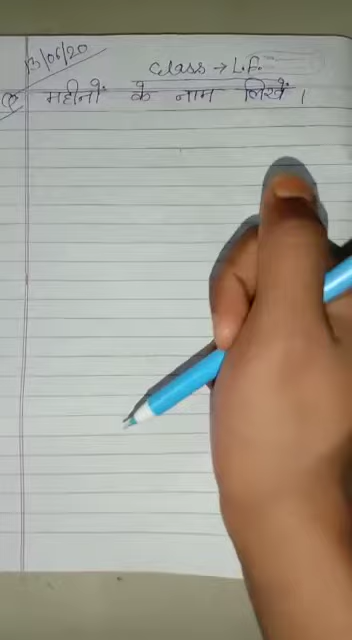 13/06/20
Class → L.F.
महीनों के नाम लिखें ।